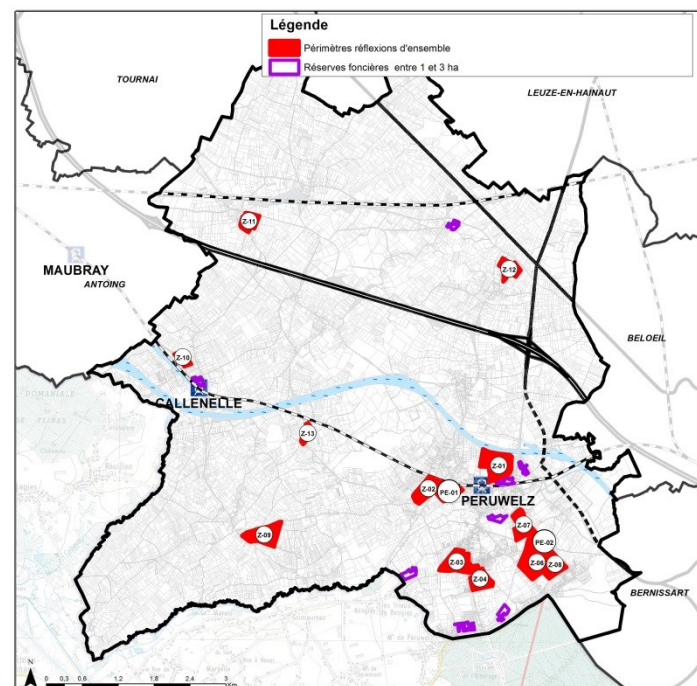 Légende
Périmètres réflexions d'ensemble
Réserves foncières entre 1 et 3 ha
TOURNAI
LEUZE-EN-HAINAUT
Z-11
Z-12
MAUBRAY
ANTOING
BELOEIL
Z-10
CALLENELLE
Z-13
Z-01
Z-02
PE-01
PERUWELZ
Z-07
Z-09
PE-02
Z-03
Z-06
Z-08
Z-04
BERNISSART
N
0 0,3 0,6 1,2 1,8 2,4 3